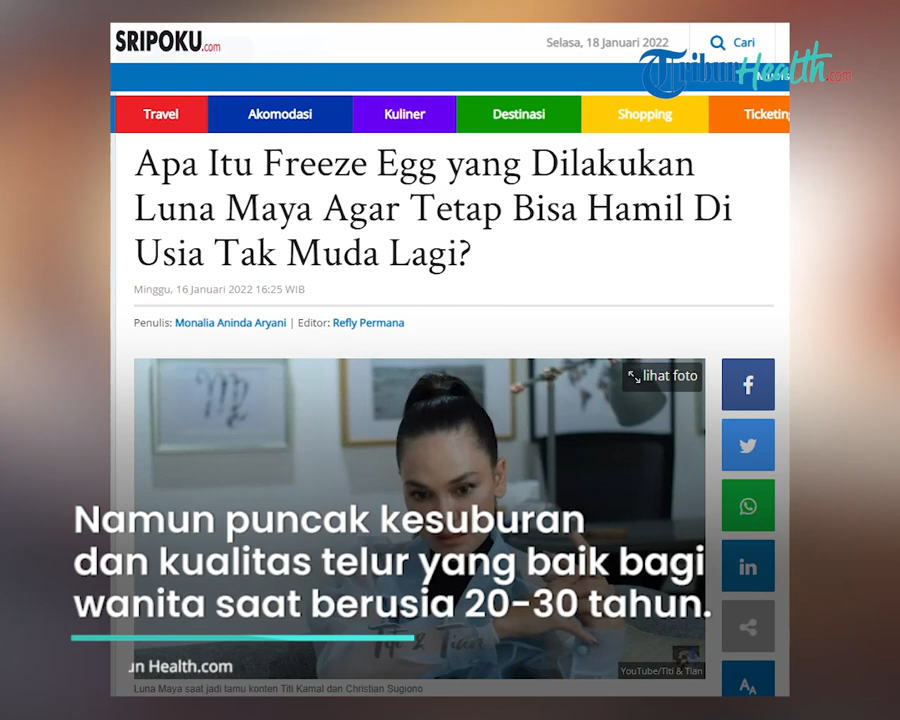 SRIPOKU.com
Selasa, 18 Januari 2022
Cari
TribunHealth.com
Travel
Akomodasi
Kuliner
Destinasi
Shopping
Ticketing
Apa Itu Freeze Egg yang Dilakukan
Luna Maya Agar Tetap Bisa Hamil Di
Usia Tak Muda Lagi?
Minggu, 16 Januari 2022 16:25 WIB
Penulis: Monalia Aninda Aryani | Editor: Refly Permana
lihat foto
Namun puncak kesuburan
dan kualitas telur yang baik bagi
wanita saat berusia 20-30 tahun.
Titi & Tian
un Health.com
YouTube/Titi & Tian
Luna Maya saat jadi tamu konten Titi Kamal dan Christian Sugiono
AA